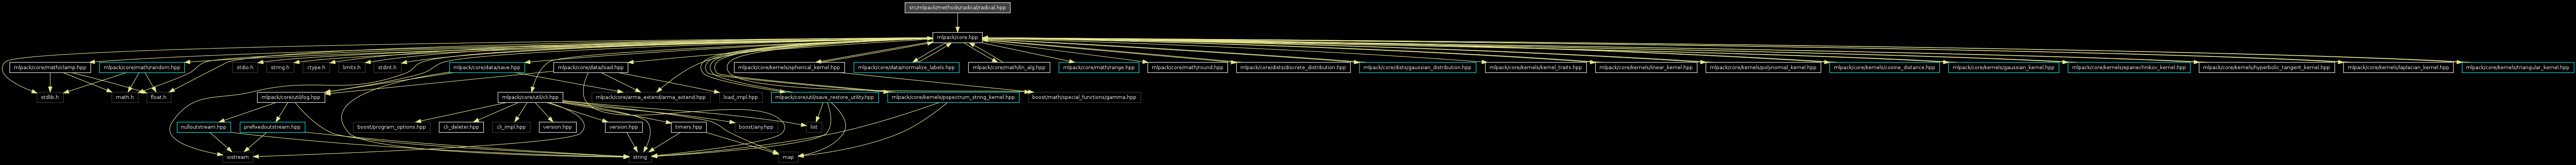 src/mlpack/methods/radical/radical.hpp
mlpack/core.hpp
mlpack/core/math/clamp.hpp
mlpack/core/math/random.hpp
stdio.h
string.h
ctype.h
limits.h
stdint.h
mlpack/core/data/save.hpp
mlpack/core/data/load.hpp
mlpack/core/kernels/spherical_kernel.hpp
mlpack/core/data/normalize_labels.hpp
mlpack/core/math/lin_alg.hpp
mlpack/core/math/range.hpp
mlpack/core/math/round.hpp
mlpack/core/dists/discrete_distribution.hpp
mlpack/core/dists/gaussian_distribution.hpp
mlpack/core/kernels/kernel_traits.hpp
mlpack/core/kernels/linear_kernel.hpp
mlpack/core/kernels/polynomial_kernel.hpp
mlpack/core/kernels/cosine_distance.hpp
mlpack/core/kernels/gaussian_kernel.hpp
mlpack/core/kernels/epanechnikov_kernel.hpp
mlpack/core/kernels/hyperbolic_tangent_kernel.hpp
mlpack/core/kernels/laplacian_kernel.hpp
mlpack/core/kernels/triangular_kernel.hpp
stdlib.h
math.h
float.h
mlpack/core/util/log.hpp
mlpack/core/util/cli.hpp
mlpack/core/arma_extend/arma_extend.hpp
load_impl.hpp
mlpack/core/util/save_restore_utility.hpp
mlpack/core/kernels/pspectrum_string_kernel.hpp
boost/math/special_functions/gamma.hpp
nulloutstream.hpp
prefixedoutstream.hpp
boost/program_options.hpp
cli_deleter.hpp
cli_impl.hpp
version.hpp
version.hpp
timers.hpp
boost/any.hpp
list
iostream
string
map